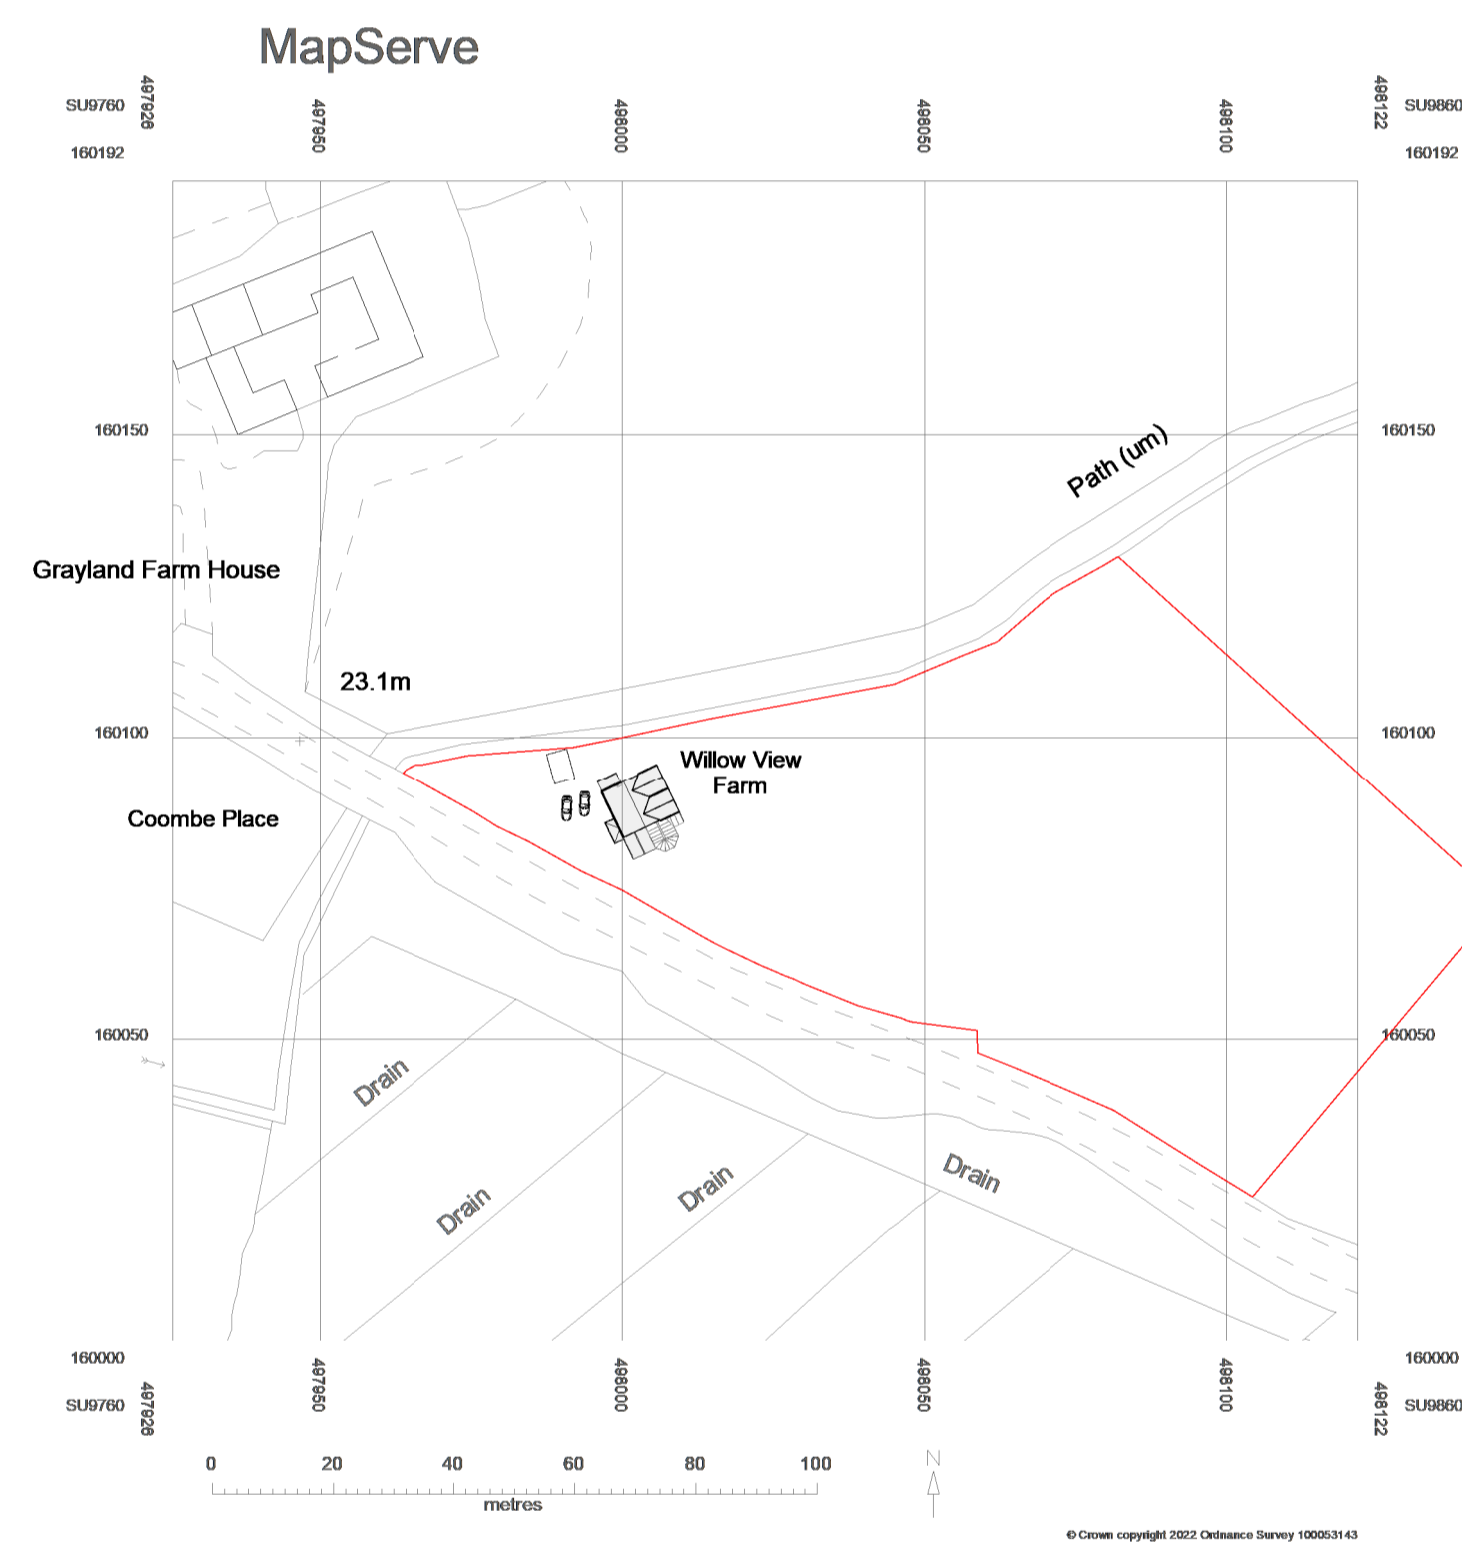 MapServe
SU9760
497926
497950
498000
498050
498100
498122
SU9860
160192
160192
160150
160150
Path (um)
Grayland Farm House
23.1m
160100
160100
Willow View
Farm
Coombe Place
160050
160050
Drain
Drain
Drain
Drain
160000
160000
SU9760
497926
497950
498000
498050
498100
498122
SU9860
0 20 40 60 80 100
metres
N
© Crown copyright 2022 Ordnance Survey 100053143